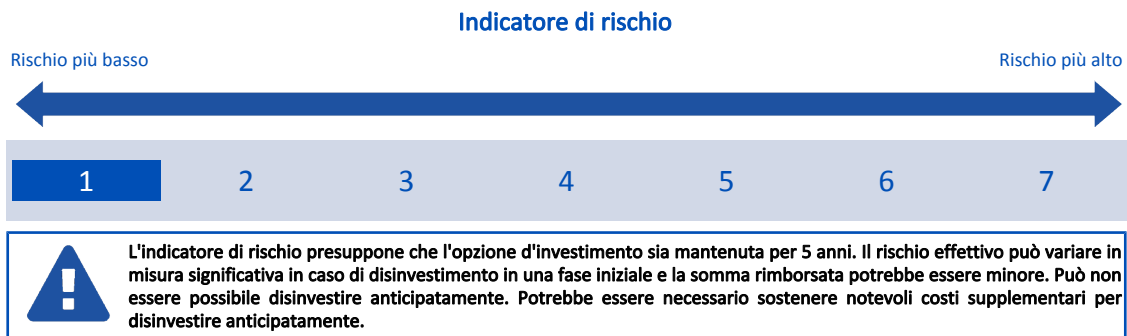 Indicatore di rischio
Rischio più basso
Rischio più alto
1 2 3 4 5 6 7
L'indicatore di rischio presuppone che l'opzione d'investimento sia mantenuta per 5 anni. Il rischio effettivo può variare in
misura significativa in caso di disinvestimento in una fase iniziale e la somma rimborsata potrebbe essere minore. Può non
essere possibile disinvestire anticipatamente. Potrebbe essere necessario sostenere notevoli costi supplementari per
disinvestire anticipatamente.